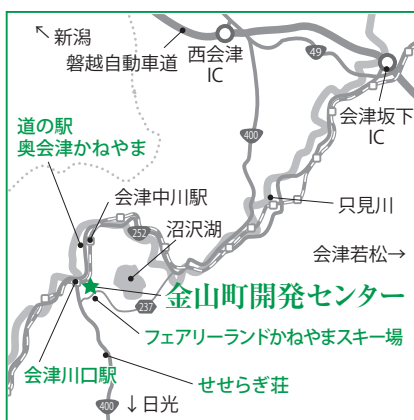 ↖新潟
磐越自動車道
西会津
IC
49
会津坂下
IC
道の駅
奥会津かねやま
400
会津中川駅
只見川
252
沼沢湖
会津若松→
★金山町開発センター
237
フェアリーランドかねやまスキー場
会津川口駅
せせらぎ荘
400
↓日光